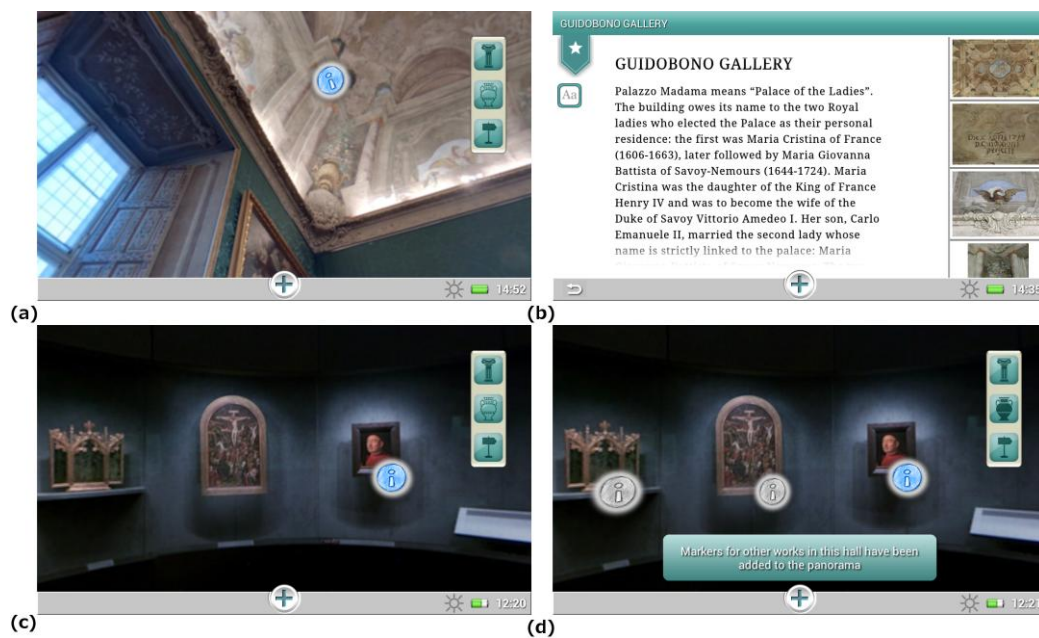 14:52
(a)
GUIDOBONO GALLERY
Aa
GUIDOBONO GALLERY
Palazzo Madama means “Palace of the Ladies”.
The building owes its name to the two Royal
ladies who elected the Palace as their personal
residence: the first was Maria Cristina of France
(1606-1663), later followed by Maria Giovanna
Battista of Savoy-Nemours (1644-1724). Maria
Cristina was the daughter of the King of France
Henry IV and was to become the wife of the
Duke of Savoy Vittorio Amedeo I. Her son, Carlo
Emanuele II, married the second lady whose
name is strictly linked to the palace: Maria
14:35
(b)
12:20
(c)
Markers for other works in this hall have been
added to the panorama
12:21
(d)